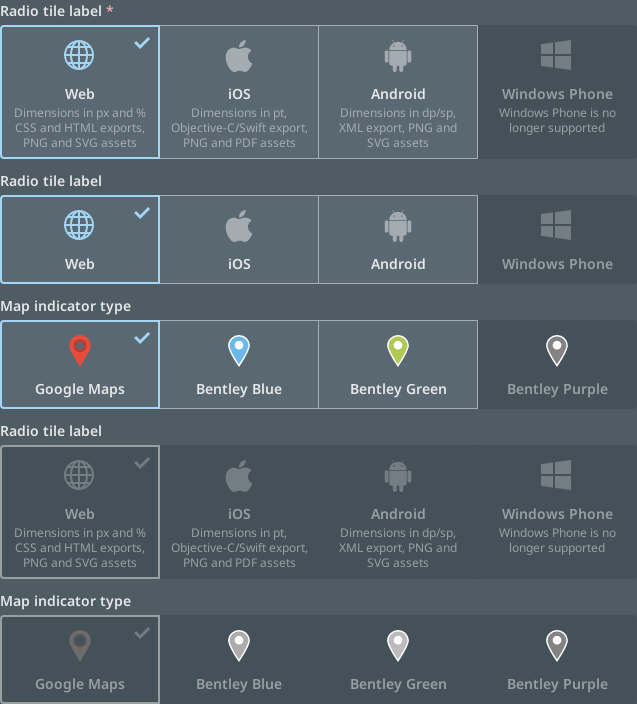 Radio tile label *
Web
Dimensions in px and %
CSS and HTML exports,
PNG and SVG assets
iOS
Dimensions in pt,
Objective-C/Swift export,
PNG and PDF assets
Android
Dimensions in dp/sp,
XML export, PNG and
SVG assets
Windows Phone
Windows Phone is no
longer supported
Radio tile label
Web
iOS
Android
Windows Phone
Map indicator type
Google Maps
Bentley Blue
Bentley Green
Bentley Purple
Radio tile label
Web
Dimensions in px and %
CSS and HTML exports,
PNG and SVG assets
iOS
Dimensions in pt,
Objective-C/Swift export,
PNG and PDF assets
Android
Dimensions in dp/sp,
XML export, PNG and
SVG assets
Windows Phone
Windows Phone is no
longer supported
Map indicator type
Google Maps
Bentley Blue
Bentley Green
Bentley Purple